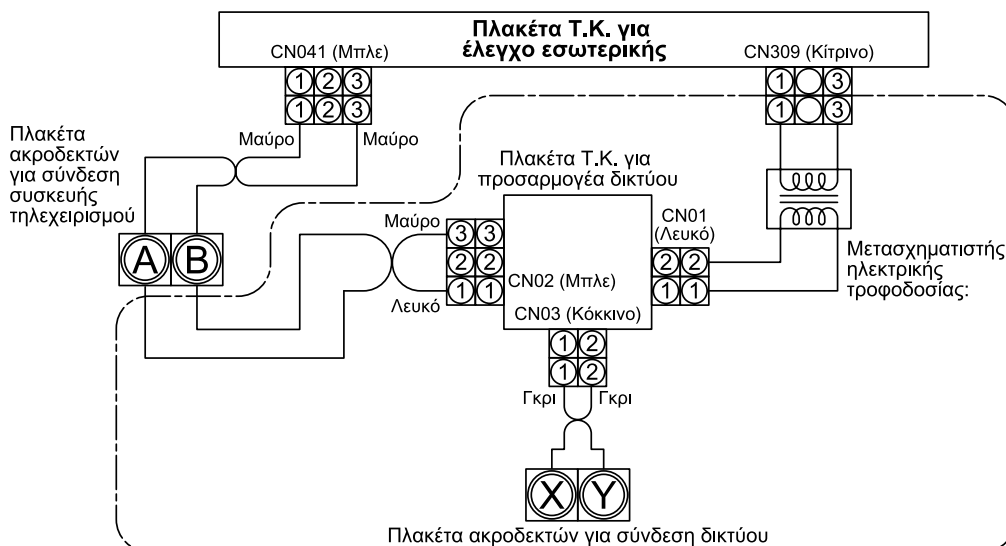 Πλακέτα Τ.Κ. για
έλεγχο εσωτερικής
CN041 (Μπλε)
CN309 (Κίτρινο)
1 2 3
1 2 3
1 3
1 3
Μαύρο
Μαύρο
Πλακέτα
ακροδεκτών
για σύνδεση
συσκευής
τηλεχειρισμού
A B
Πλακέτα Τ.Κ. για
προσαρμογέα δικτύου
Μαύρο
Λευκό
3 3
2 2
1 1
CN02 (Μπλε)
CN01
(Λευκό)
2 2
1 1
Μετασχηματιστής
ηλεκτρικής
τροφοδοσίας:
CN03 (Κόκκινο)
1 2
1 2
Γκρι
Γκρι
X Y
Πλακέτα ακροδεκτών για σύνδεση δικτύου